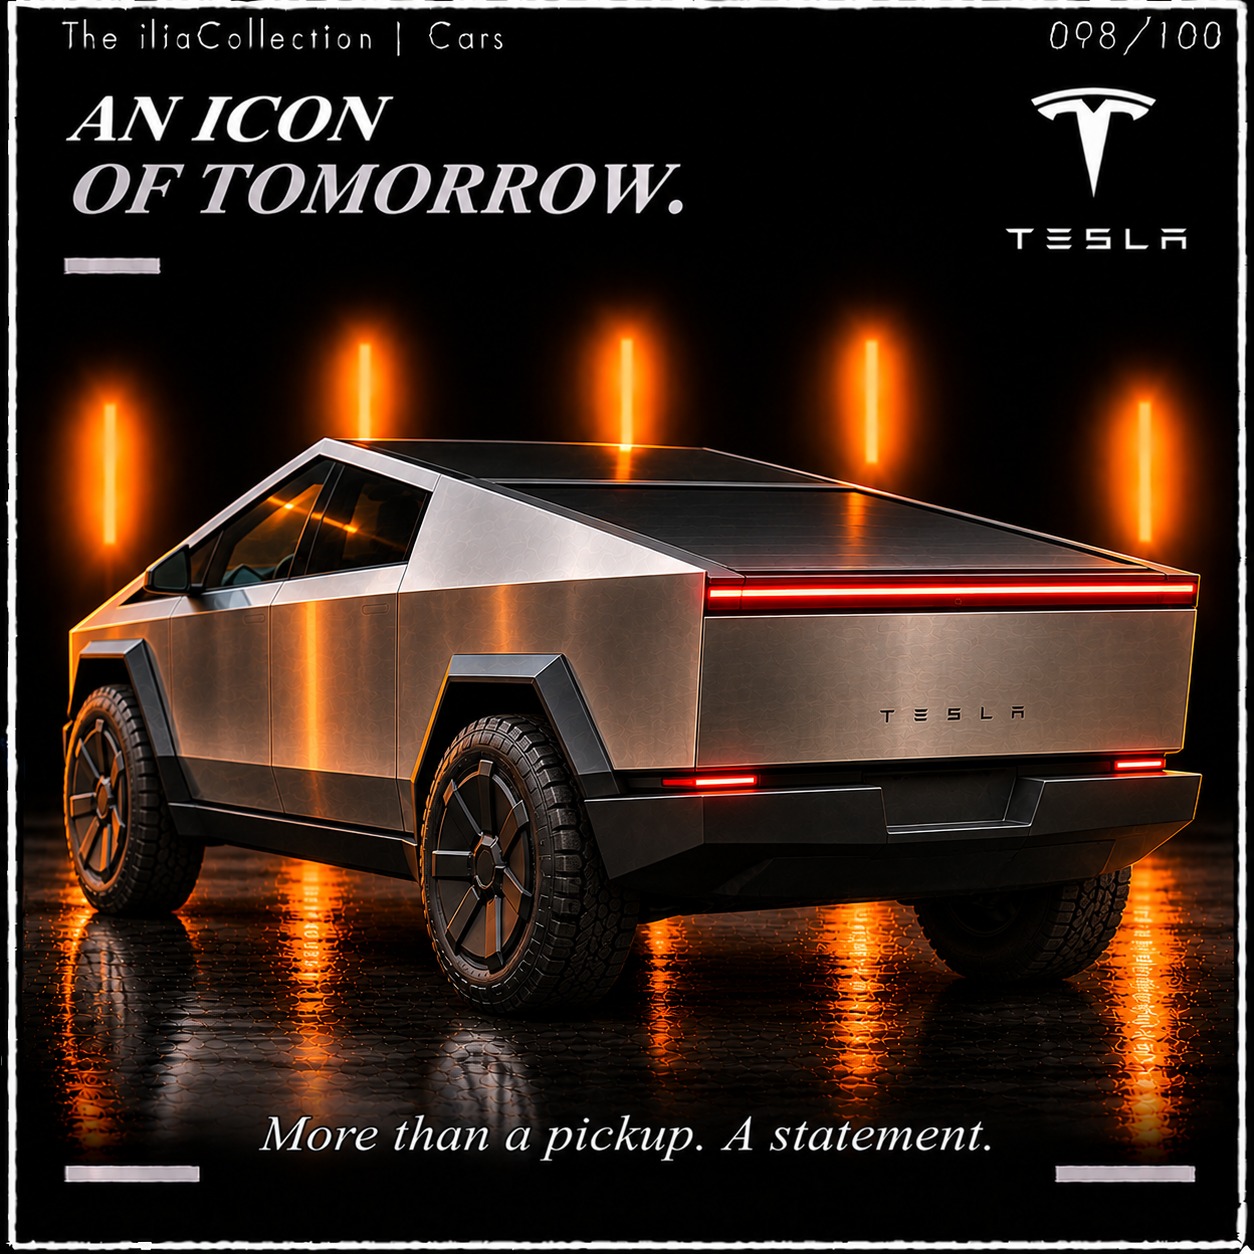 The iliaCollection | Cars
098/100
AN ICON
OF TOMORROW.
TESLA
TESLA
More than a pickup. A statement.